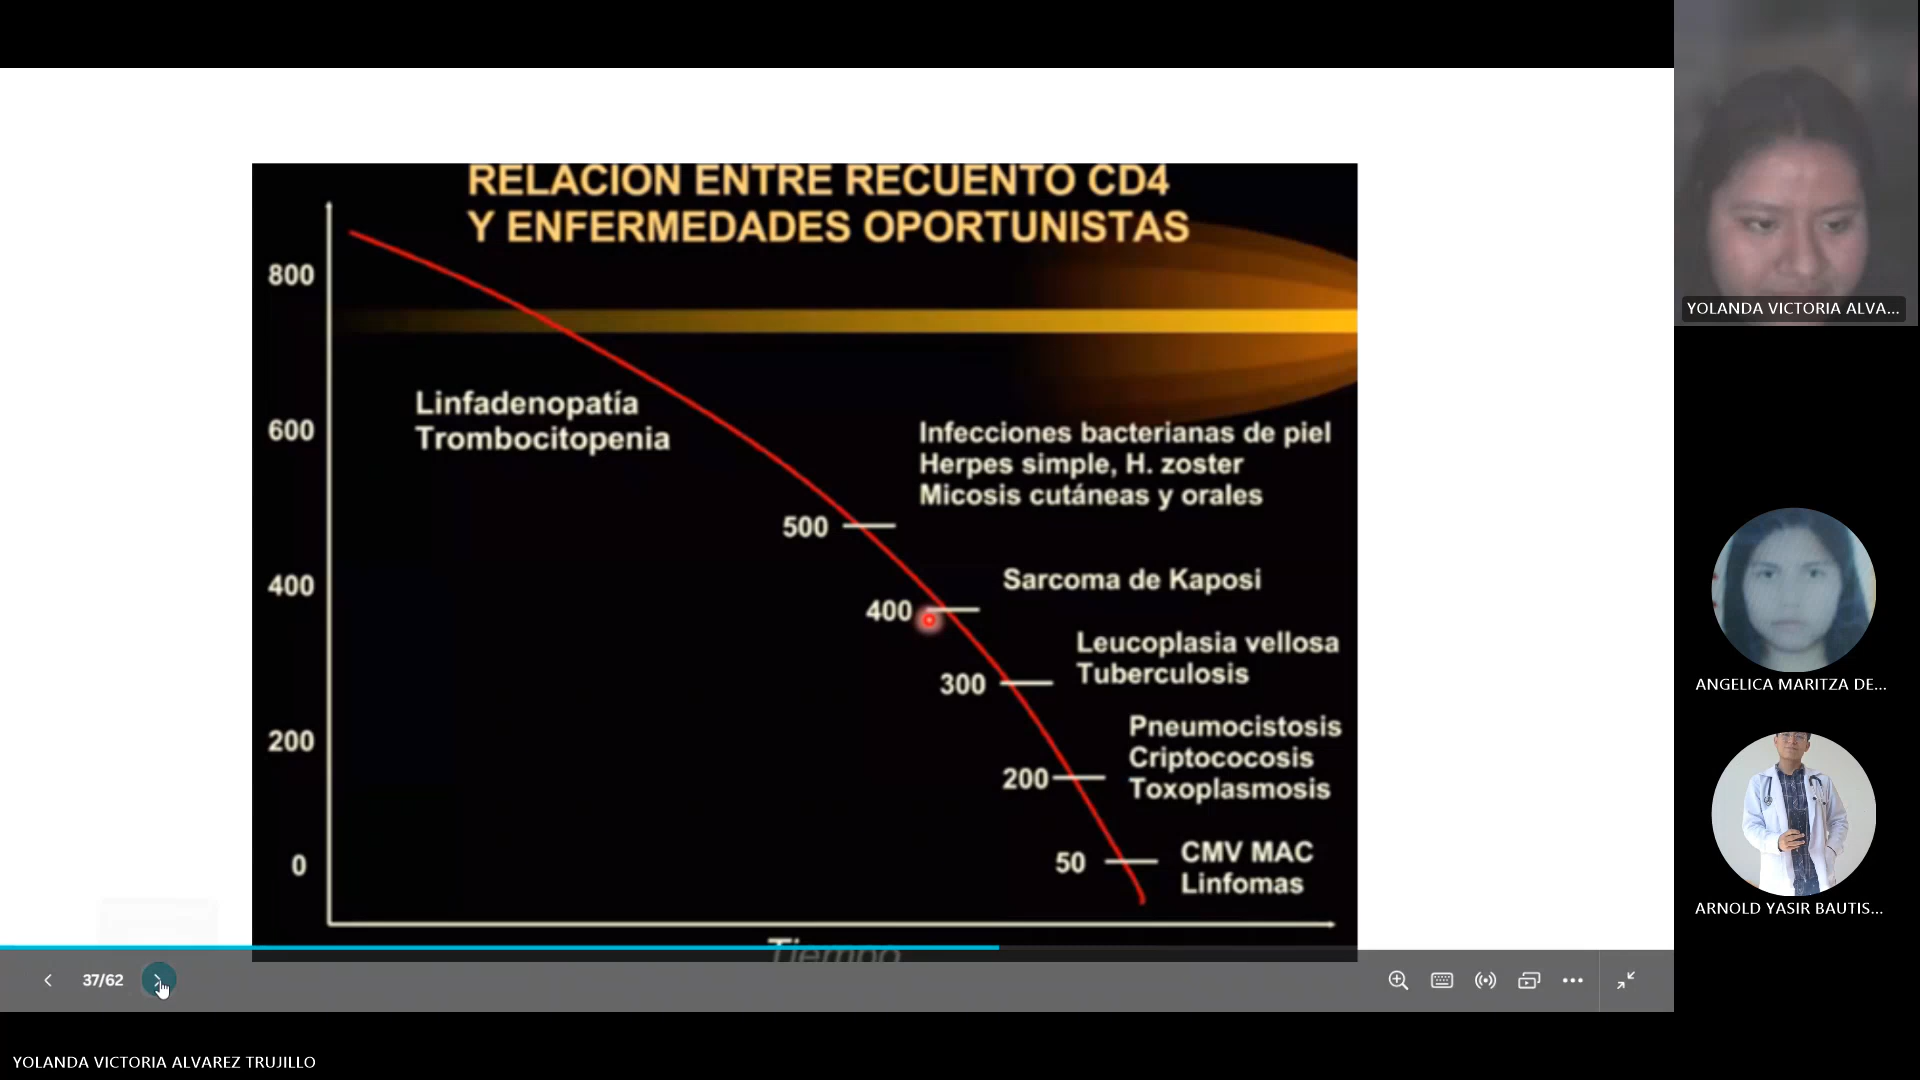 RELACION ENTRE RECUENTO CD4
Y ENFERMEDADES OPORTUNISTAS
800
600
400
200
0
Linfadenopatía
Trombocitopenia
Infecciones bacterianas de piel
Herpes simple, H. zoster
Micosis cutáneas y orales
500
Sarcoma de Kaposi
400
Leucoplasia vellosa
Tuberculosis
300
Pneumocistosis
Criptococosis
Toxoplasmosis
200
CMV MAC
Linfomas
50
Tiempo
37/62
YOLANDA VICTORIA ALVA...
ANGELICA MARITZA DE...
ARNOLD YASIR BAUTIS...
YOLANDA VICTORIA ALVAREZ TRUJILLO